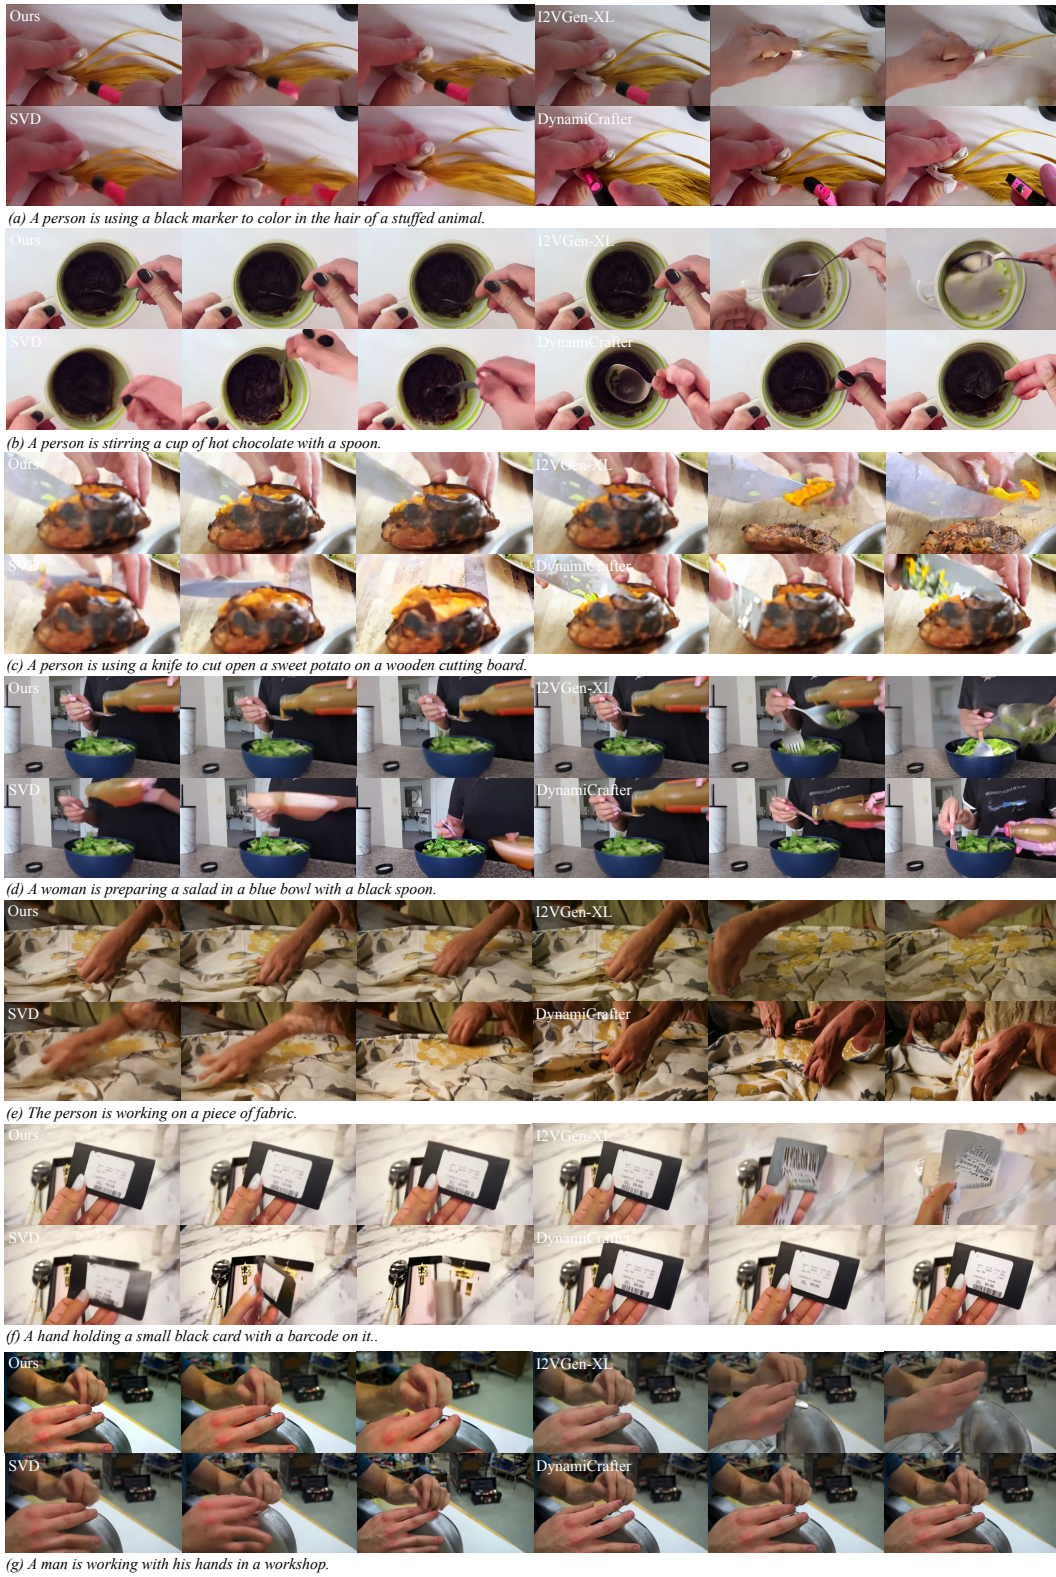 Ours
I2VGen-XL
SVD
DynamiCrafter
(a) A person is using a black marker to color in the hair of a stuffed animal.
Ours
I2VGen-XL
SVD
DynamiCrafter
(b) A person is stirring a cup of hot chocolate with a spoon.
Ours
I2VGen-XL
SVD
DynamiCrafter
(c) A person is using a knife to cut open a sweet potato on a wooden cutting board.
Ours
I2VGen-XL
SVD
DynamiCrafter
(d) A woman is preparing a salad in a blue bowl with a black spoon.
Ours
I2VGen-XL
SVD
DynamiCrafter
(e) The person is working on a piece of fabric.
Ours
I2VGen-XL
SVD
DynamiCrafter
(f) A hand holding a small black card with a barcode on it..
Ours
I2VGen-XL
SVD
DynamiCrafter
(g) A man is working with his hands in a workshop.